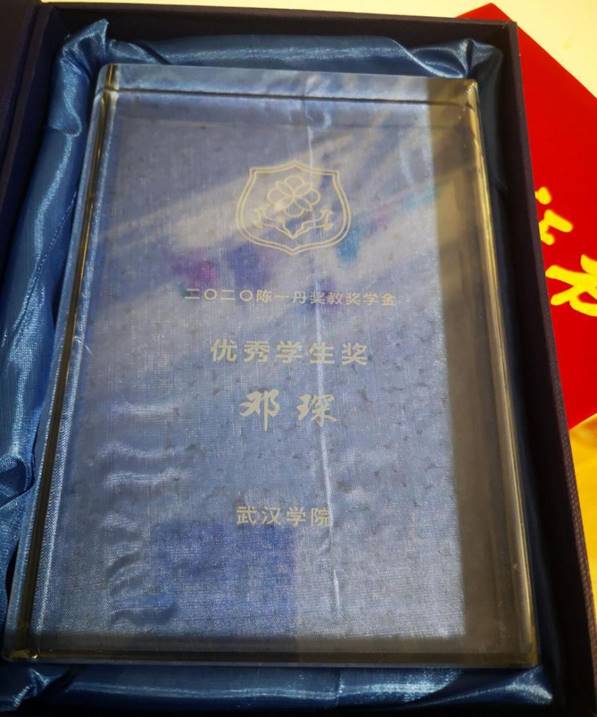 二〇二〇陈一丹奖教奖学金
优秀学生奖
邓琛
武汉学院